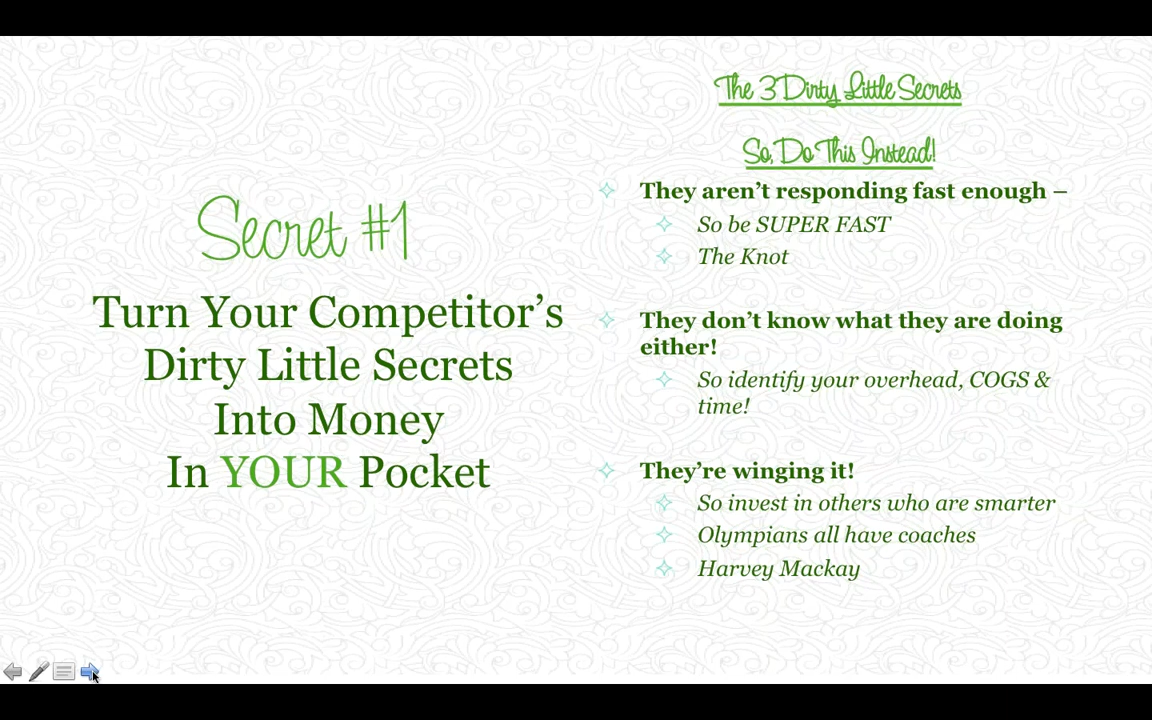 Secret #1
Turn Your Competitor's
Dirty Little Secrets
Into Money
In YOUR Pocket
The 3 Dirty Little Secrets
So, Do This Instead!
They aren't responding fast enough –
So be SUPER FAST
The Knot
They don't know what they are doing
either!
So identify your overhead, COGS &
time!
They're winging it!
So invest in others who are smarter
Olympians all have coaches
Harvey Mackay